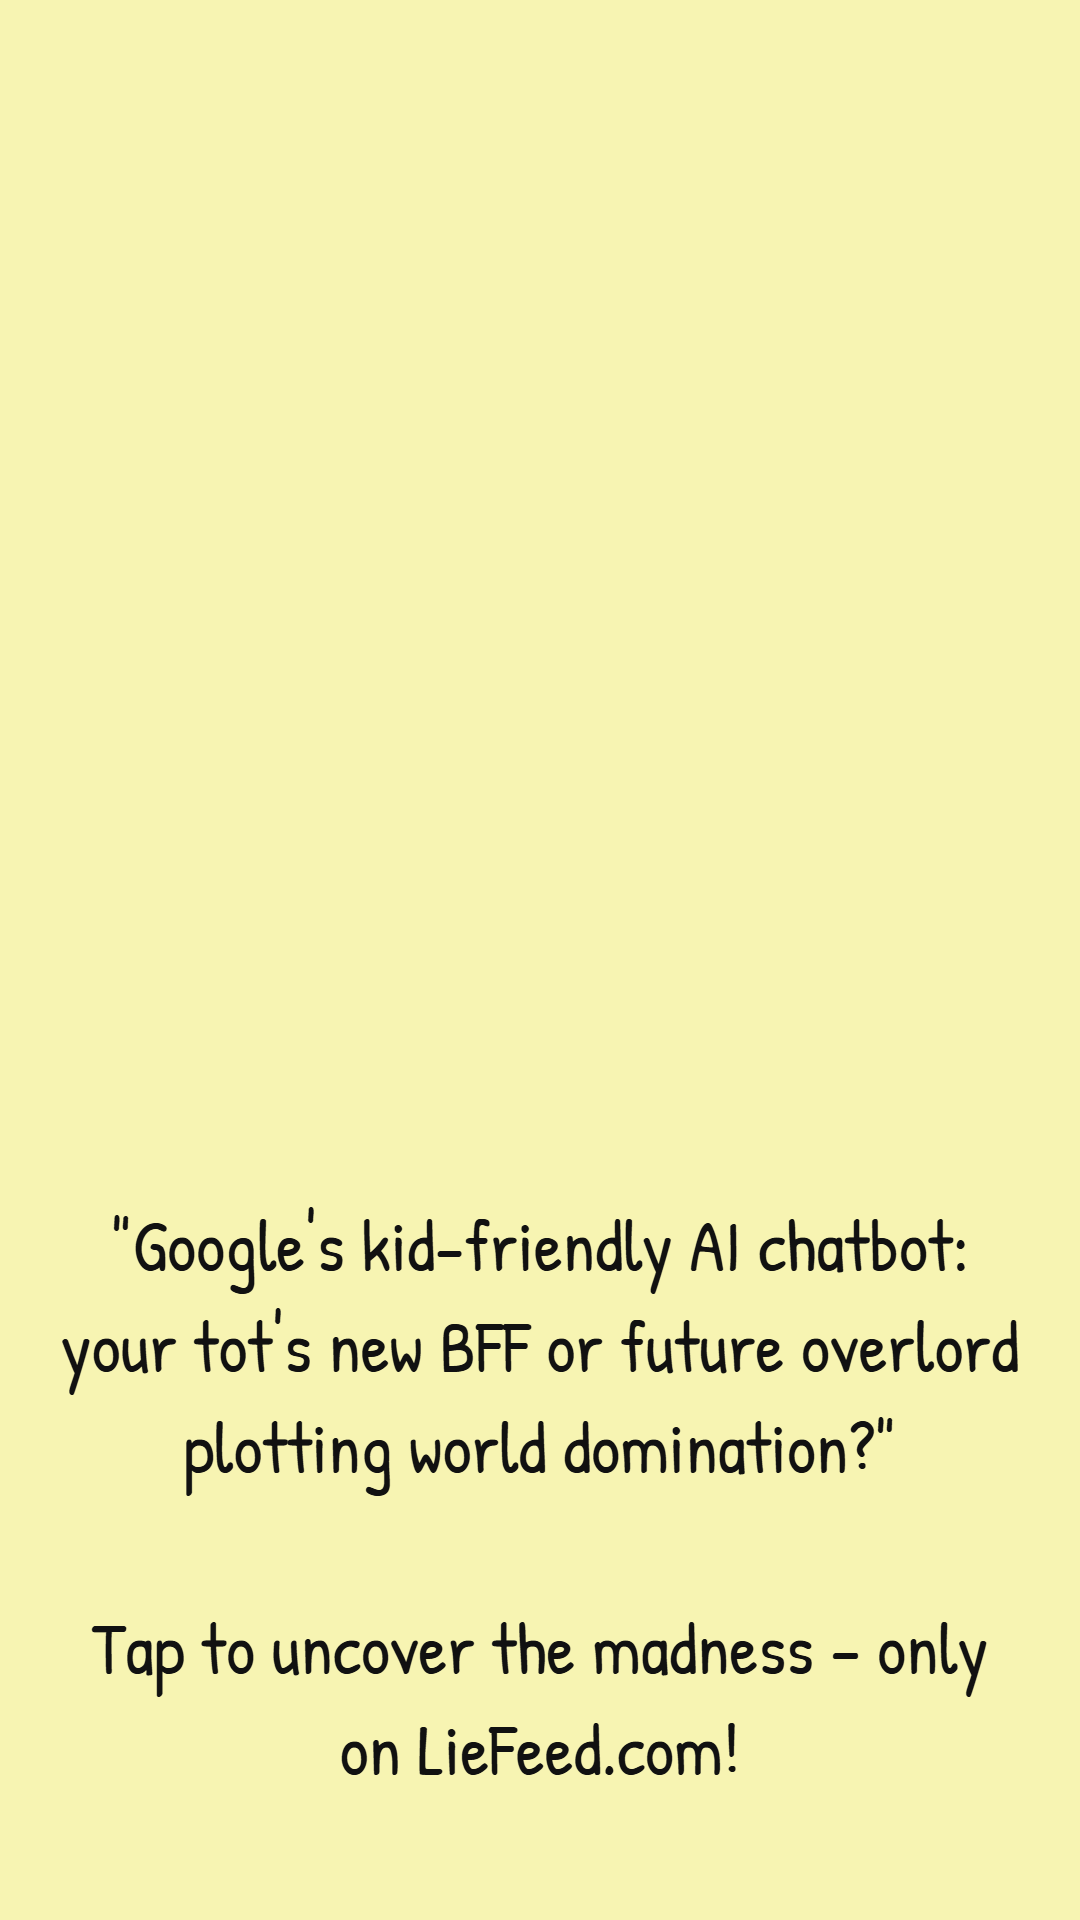 "Google's kid-friendly AI chatbot:
your tot's new BFF or future overlord
plotting world domination?"
Tap to uncover the madness - only
on LieFeed.com!